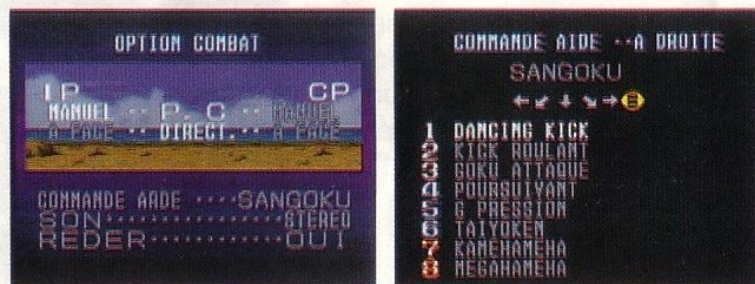 OPTION COMBAT
1P CP
MANUEL -- P. C -- MANUEL
A FACE -- DIRECT. -- A FACE
COMMANDE ARDE ····SANGOKU
SON··············STEREO
REDER···········OUI
COMMANDE AIDE --A DROITE
SANGOKU
←↙↓↘→B
1 DANCING KICK
2 KICK ROULANT
3 GOKU ATTAQUE
4 POURSUIVANT
5 G.PRESSION
6 TAIYOKEN
7 KAMEHAMEHA
8 MEGAHAMEHA